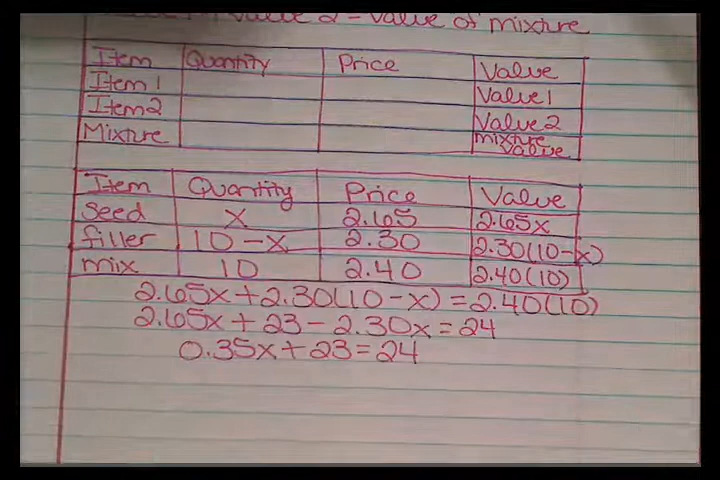 value 2 = value of mixture
Item Quantity Price Value
Item 1 Value 1
Item 2 Value 2
Mixture mixture value
Item Quantity Price Value
seed x 2.65 2.65x
filler 10-x 2.30 2.30(10-x)
mix 10 2.40 2.40(10)
2.65x + 2.30(10-x) = 2.40(10)
2.65x + 23 - 2.30x = 24
0.35x + 23 = 24